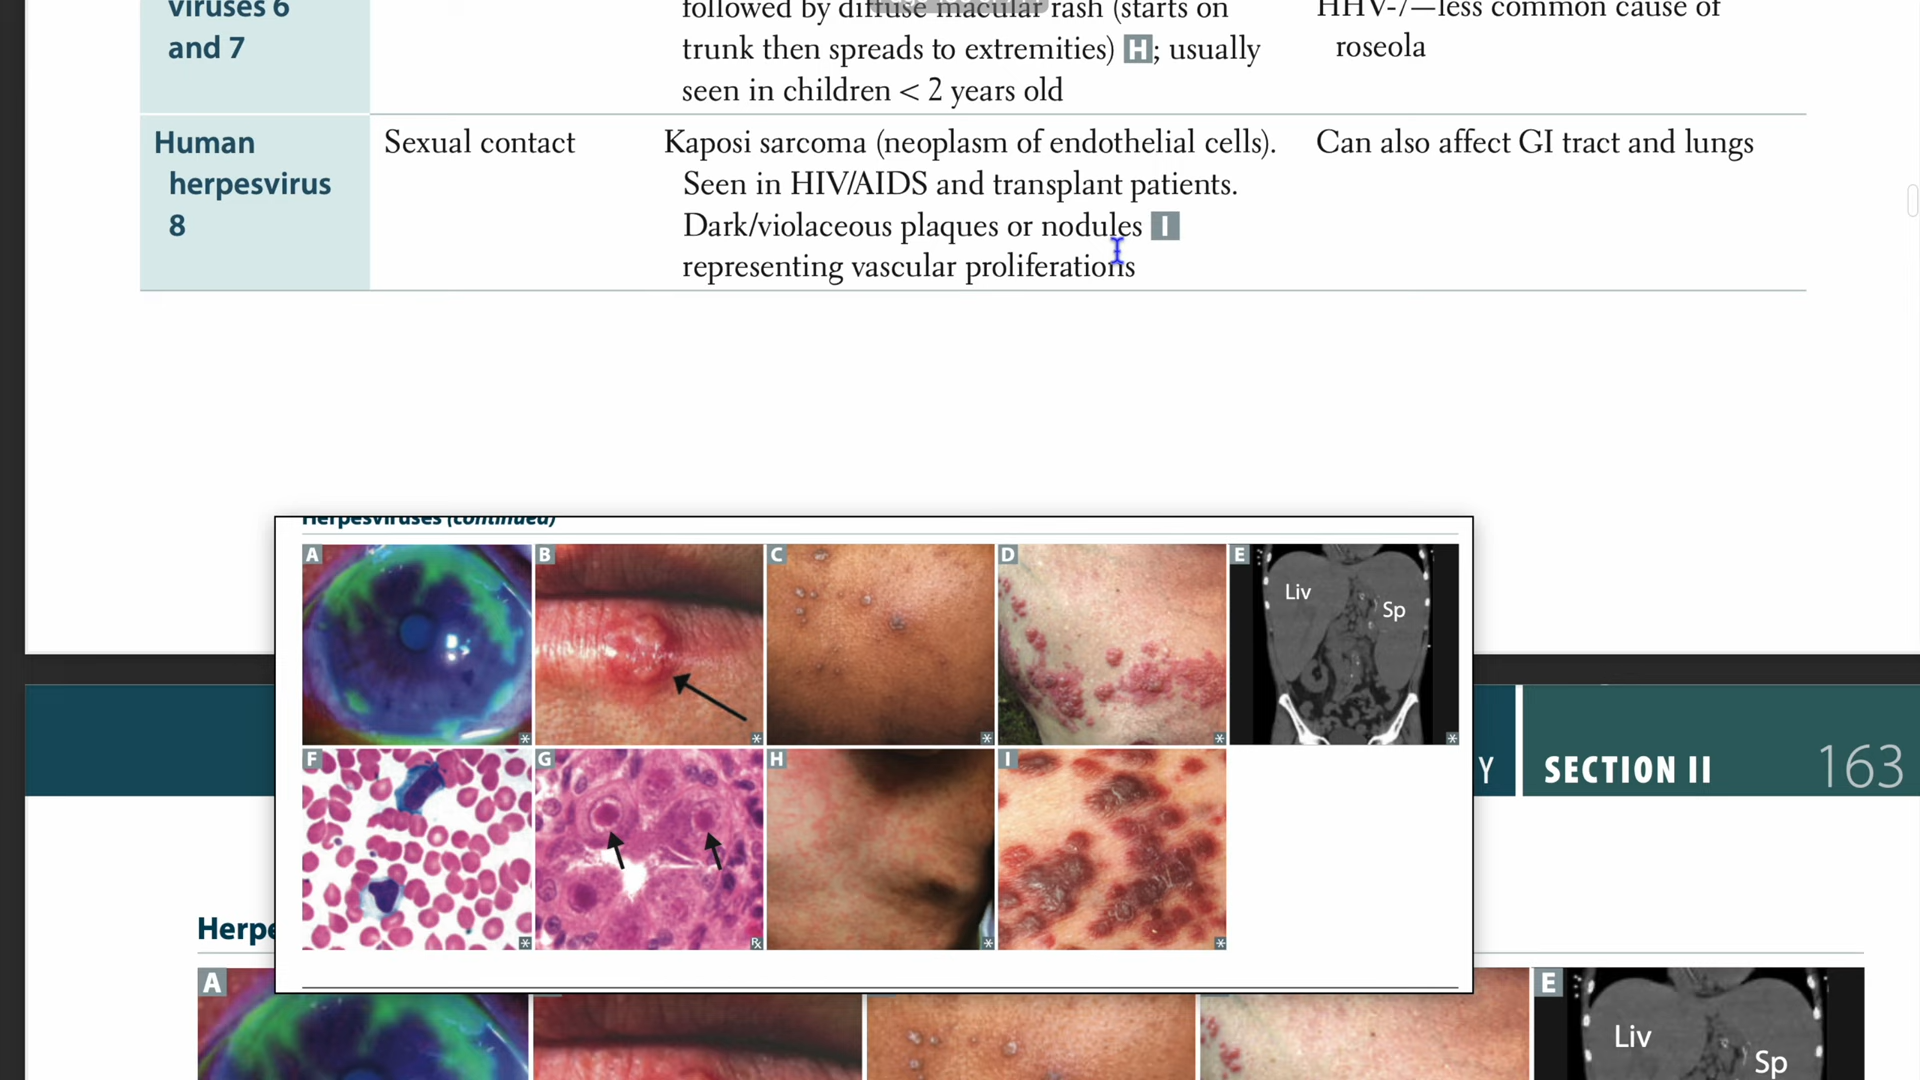 viruses 6
and 7
followed by diffuse macular rash (starts on
trunk then spreads to extremities) H; usually
seen in children < 2 years old
HHV-7—less common cause of
roseola
Human
herpesvirus
8
Sexual contact
Kaposi sarcoma (neoplasm of endothelial cells).
Seen in HIV/AIDS and transplant patients.
Dark/violaceous plaques or nodules I
representing vascular proliferations
Can also affect GI tract and lungs
Herpesviruses (continued)
A
B
C
D
E
Liv
Sp
F
G
H
I
Y
SECTION II
163
Herpe
A
E
Liv
Sp